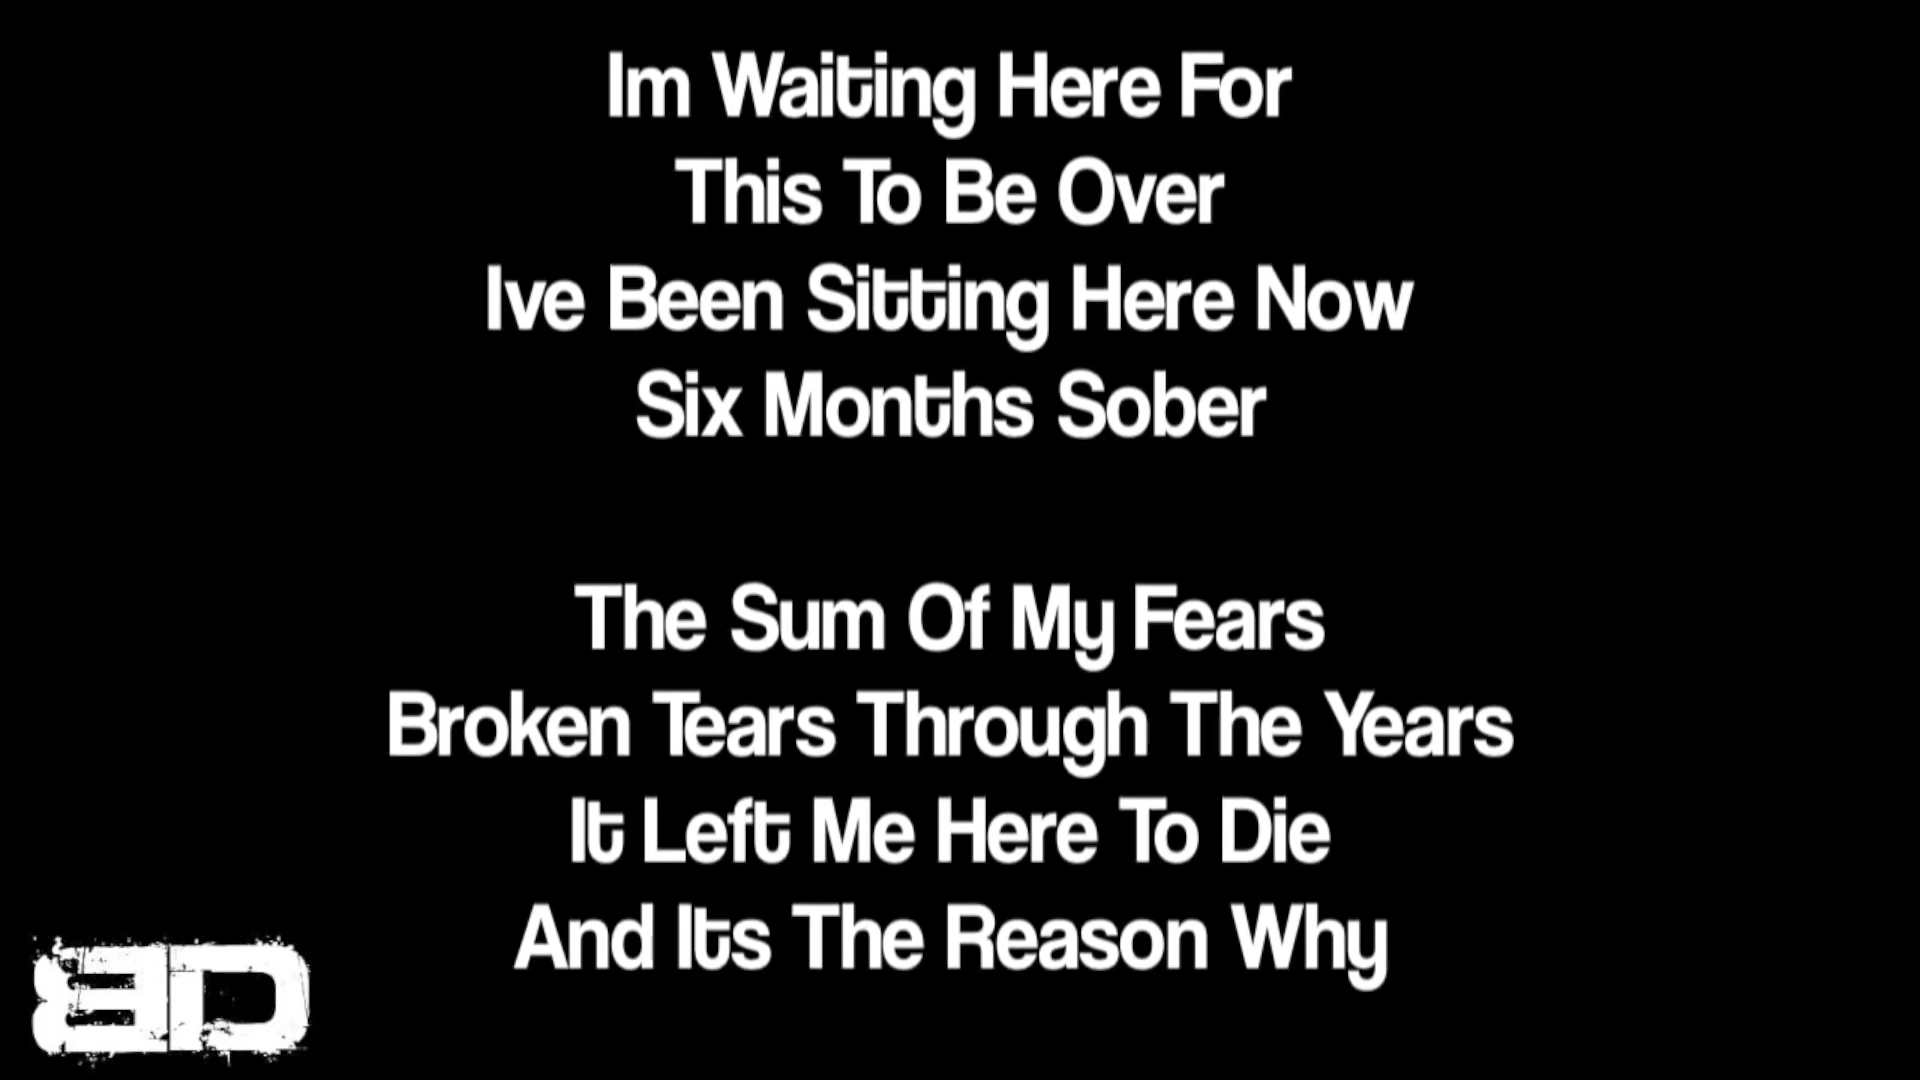 Im Waiting Here For
This To Be Over
Ive Been Sitting Here Now
Six Months Sober
The Sum Of My Fears
Broken Tears Through The Years
It Left Me Here To Die
And Its The Reason Why
BD